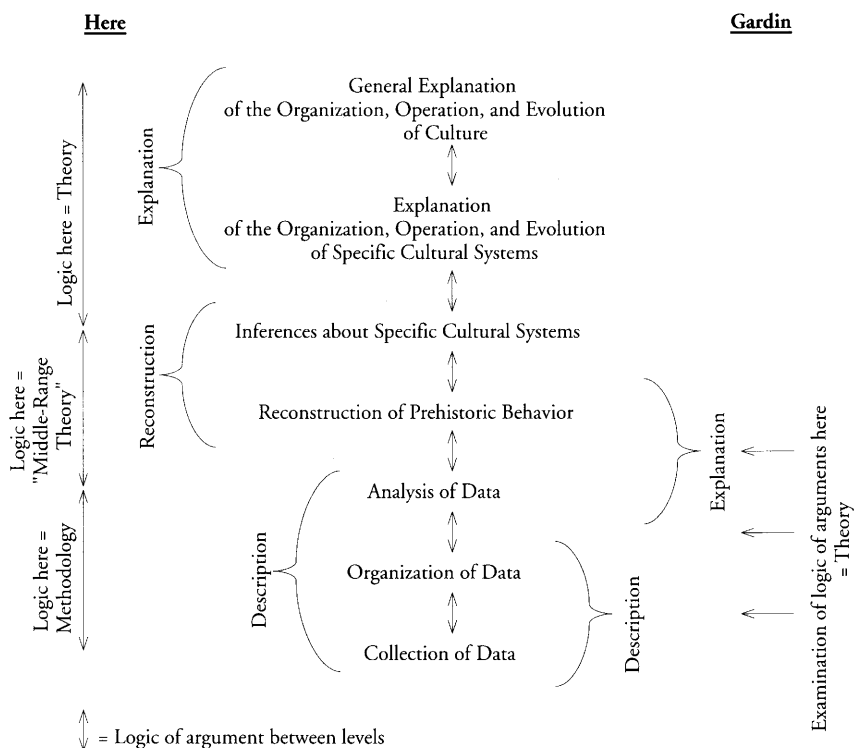 Here
Gardin
General Explanation
of the Organization, Operation, and Evolution
of Culture
Explanation
of the Organization, Operation, and Evolution
of Specific Cultural Systems
Inferences about Specific Cultural Systems
Reconstruction of Prehistoric Behavior
Analysis of Data
Organization of Data
Collection of Data
Logic here = Theory
Logic here =
"Middle-Range
Theory"
Logic here =
Methodology
Explanation
Reconstruction
Description
Explanation
Description
Examination of logic of arguments here
= Theory
= Logic of argument between levels